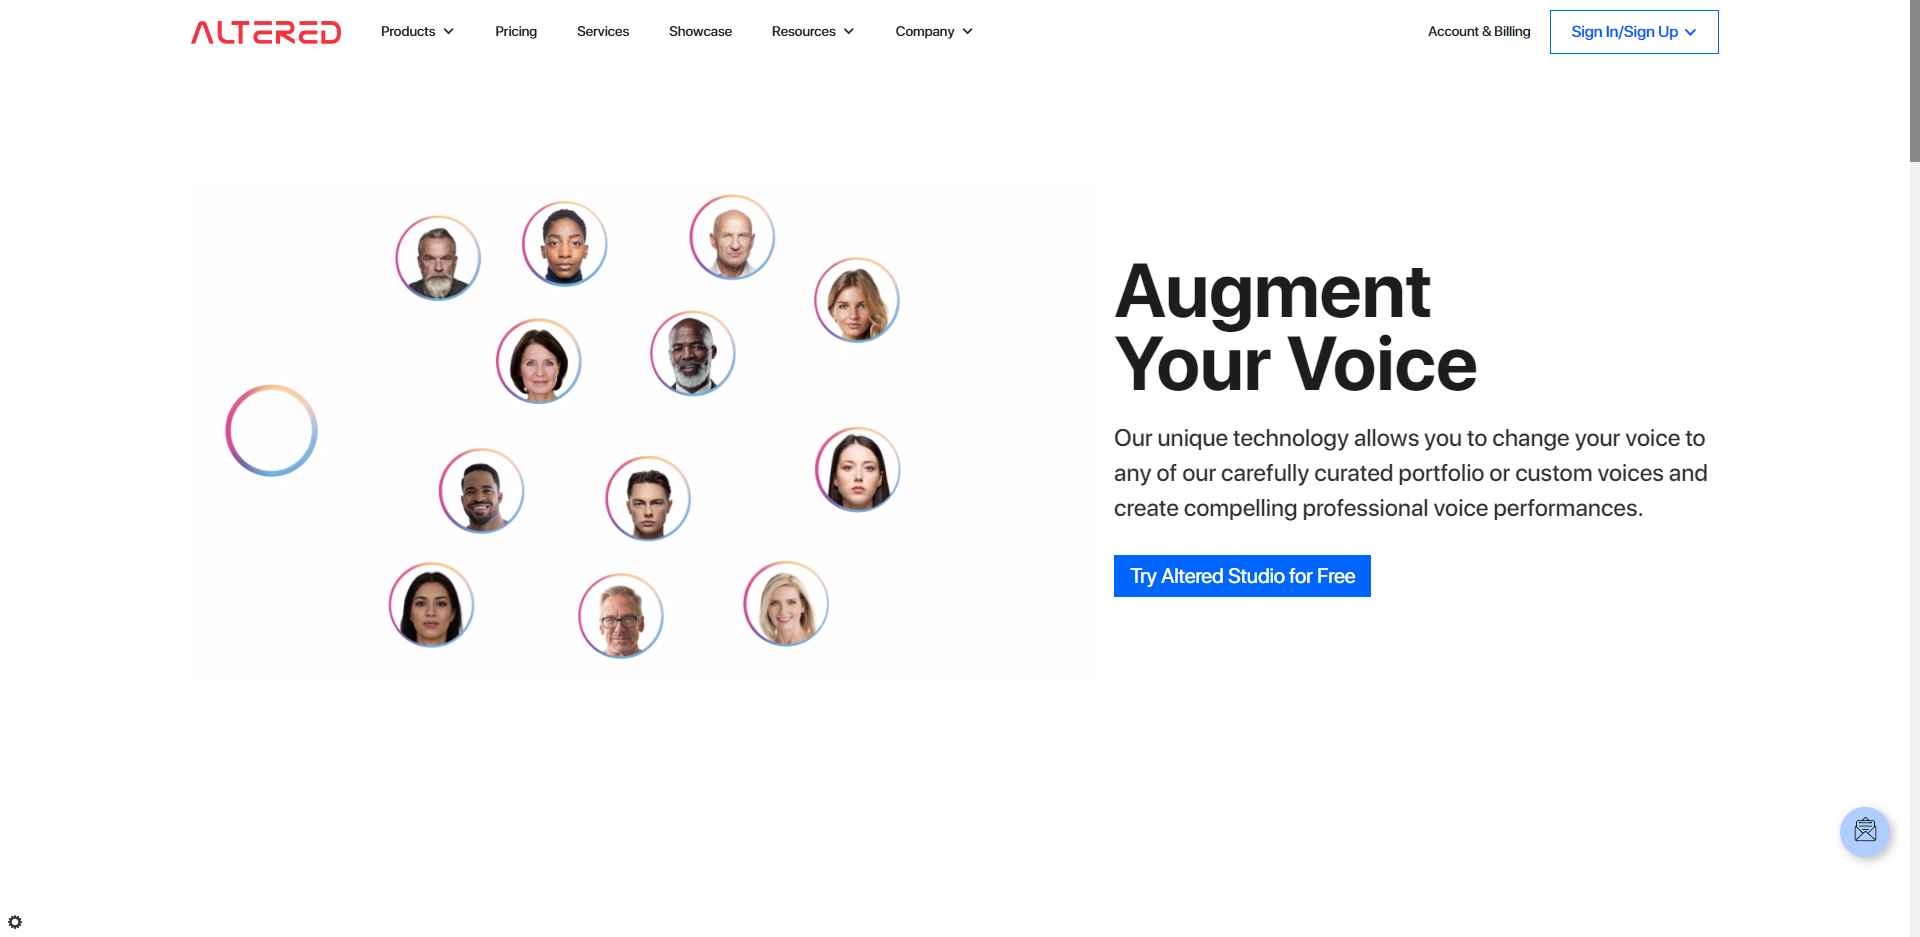 ALTERED
Products
Pricing
Services
Showcase
Resources
Company
Account & Billing
Sign In/Sign Up
Augment
Your Voice
Our unique technology allows you to change your voice to
any of our carefully curated portfolio or custom voices and
create compelling professional voice performances.
Try Altered Studio for Free